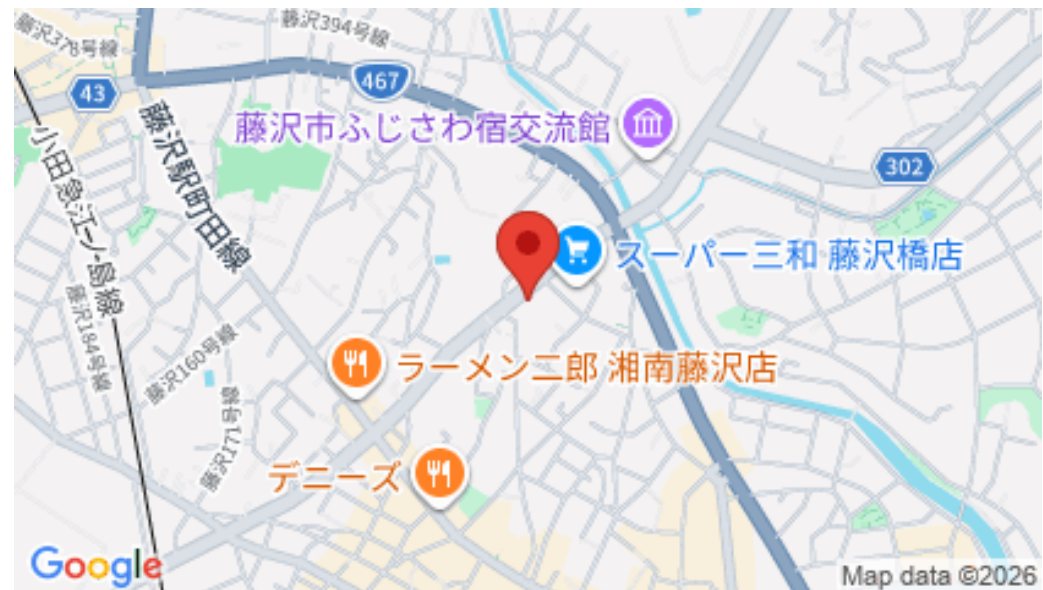 藤沢394号線
藤沢378号線
467
43
藤沢市ふじさわ宿交流館
302
藤沢駅町田線
小田急江ノ島線
スーパー三和 藤沢橋店
藤沢184号線
藤沢160号線
ラーメン二郎 湘南藤沢店
藤沢171号線
デニーズ
Google
Map data ©2026